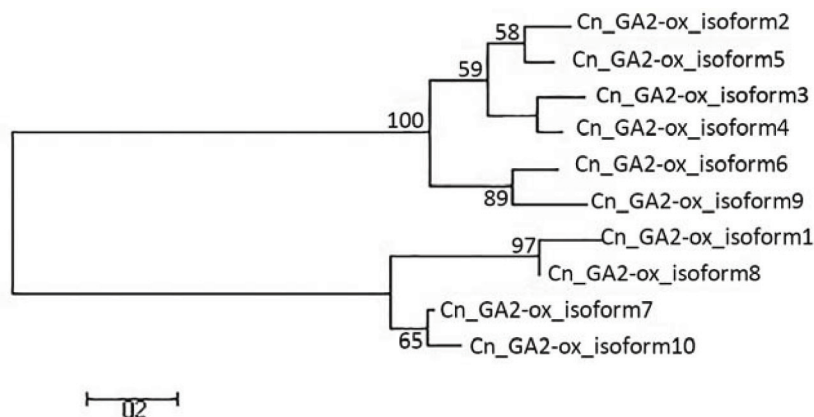 Cn_GA2-ox_isoform2
58
Cn_GA2-ox_isoform5
59
Cn_GA2-ox_isoform3
100
Cn_GA2-ox_isoform4
Cn_GA2-ox_isoform6
89
Cn_GA2-ox_isoform9
Cn_GA2-ox_isoform1
97
Cn_GA2-ox_isoform8
Cn_GA2-ox_isoform7
65
Cn_GA2-ox_isoform10
02